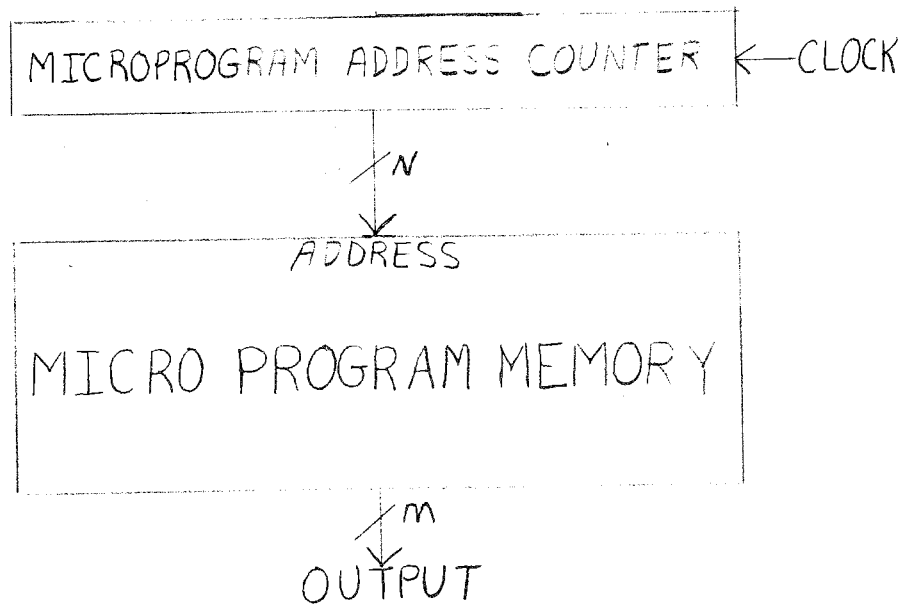 MICROPROGRAM ADDRESS COUNTER
CLOCK
N
ADDRESS
MICRO PROGRAM MEMORY
M
OUTPUT